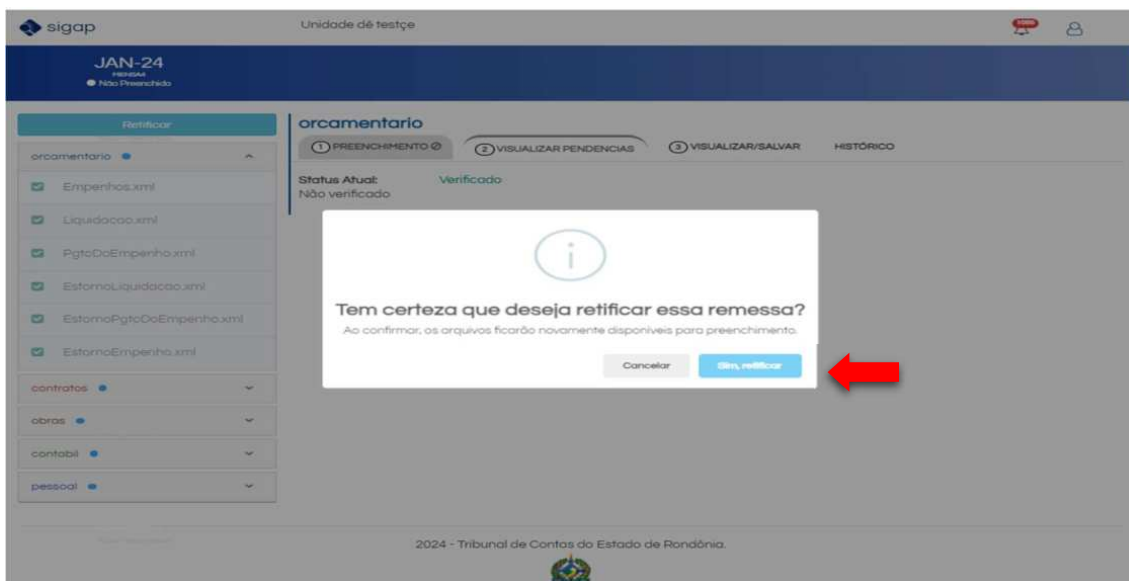 sigap
Unidade dê testçe
JAN-24
MENSAL
Não Preenchido
Retificar
orcamentario
Empenhos.xml
Liquidacao.xml
PgtoDoEmpenho.xml
EstornoLiquidacao.xml
EstornoPgtoDoEmpenho.xml
EstornoEmpenho.xml
contratos
obras
contabil
pessoal
orcamentario
1 PREENCHIMENTO 2 VISUALIZAR PENDENCIAS 3 VISUALIZAR/SALVAR HISTÓRICO
Status Atual: Verificado
Não verificado
Tem certeza que deseja retificar essa remessa?
Ao confirmar, os arquivos ficarão novamente disponíveis para preenchimento.
Cancelar Sim, retificar
2024 - Tribunal de Contas do Estado de Rondônia.